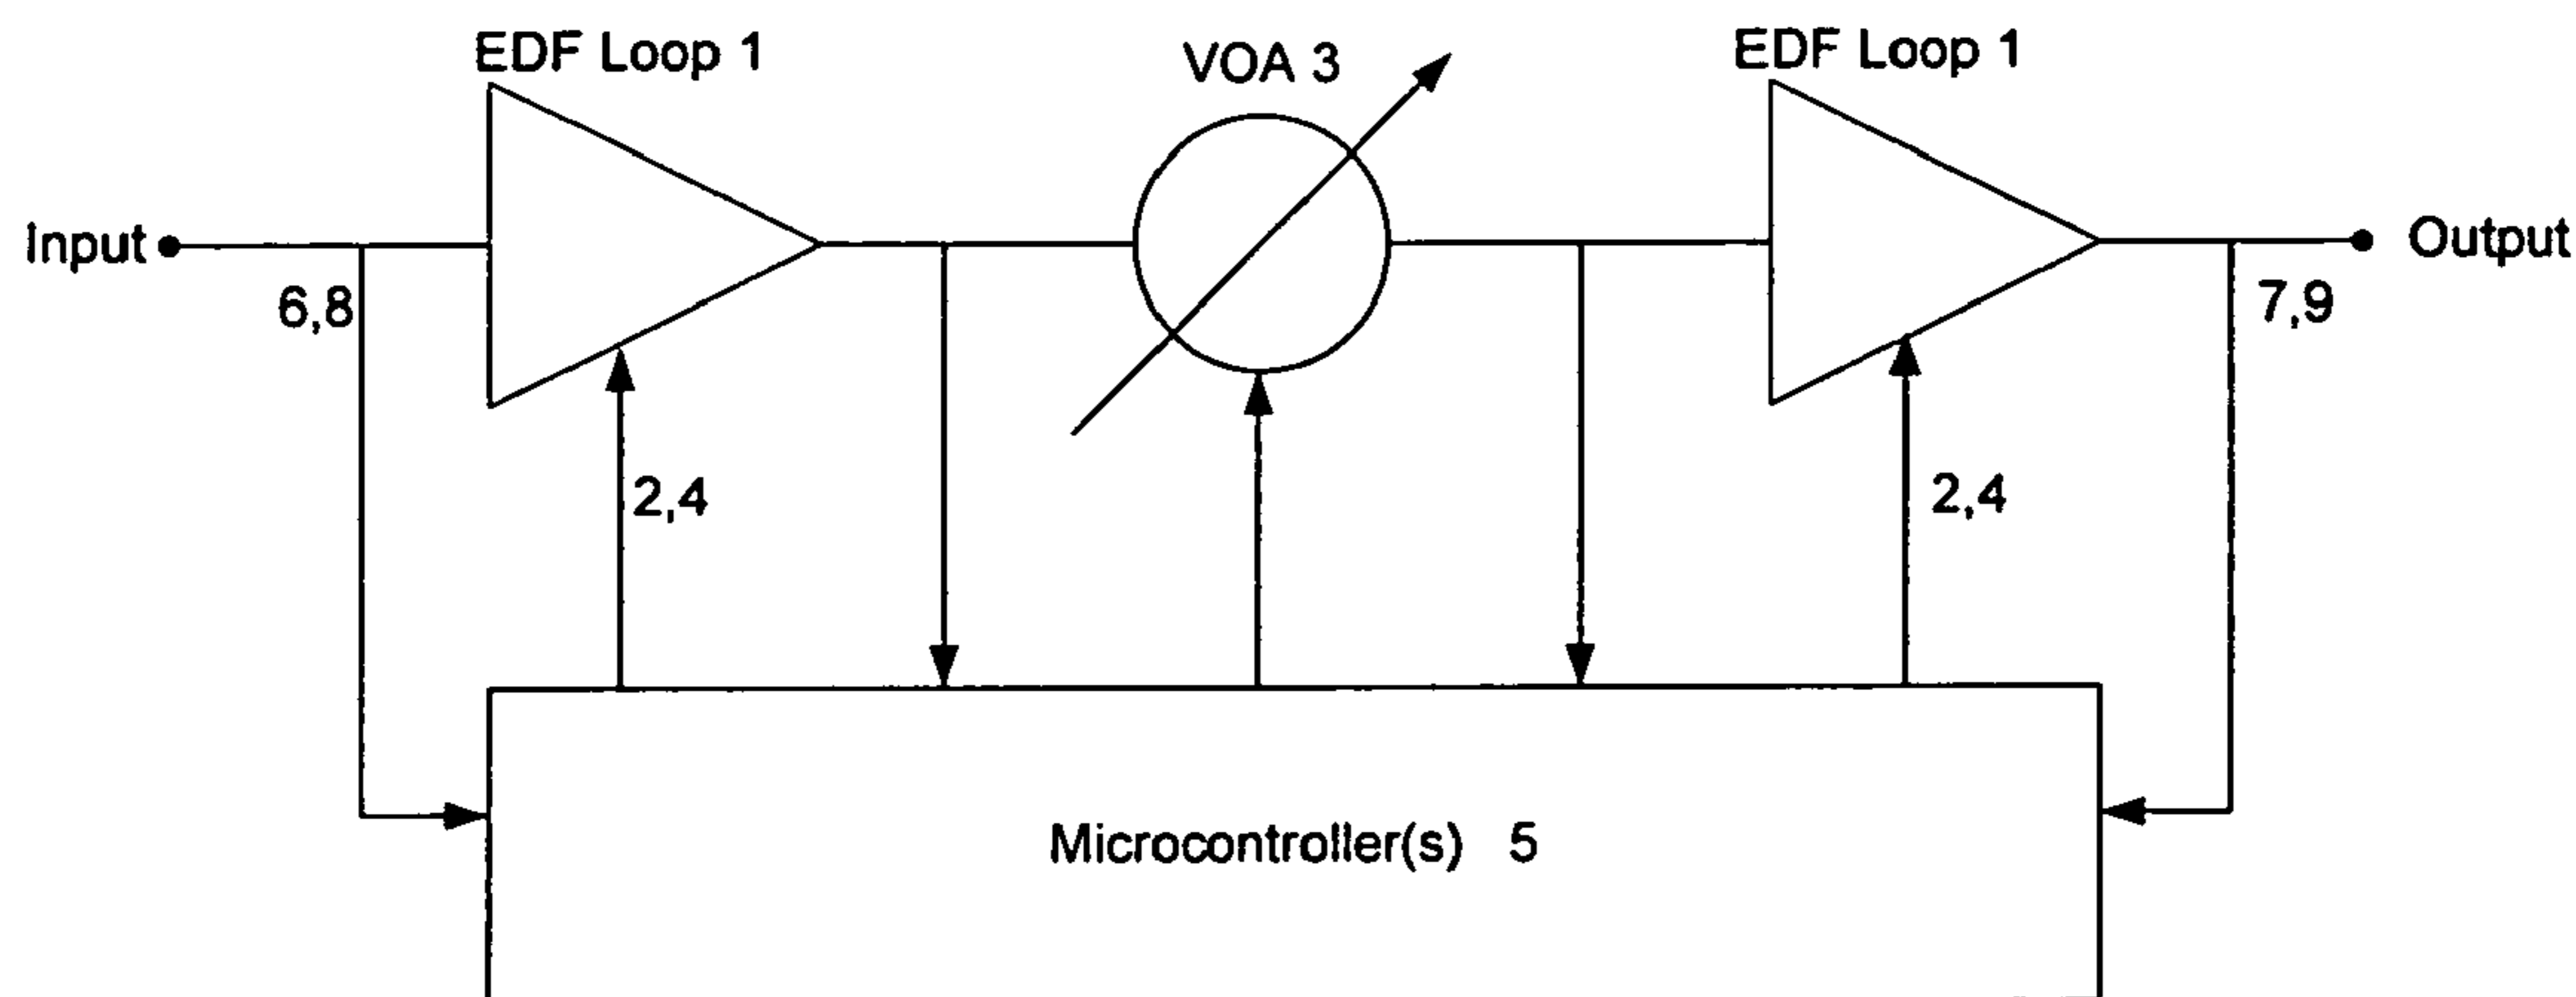 EDF Loop 1
VOA 3
EDF Loop 1
Input
Output
6,8
7,9
2,4
2,4
Microcontroller(s) 5